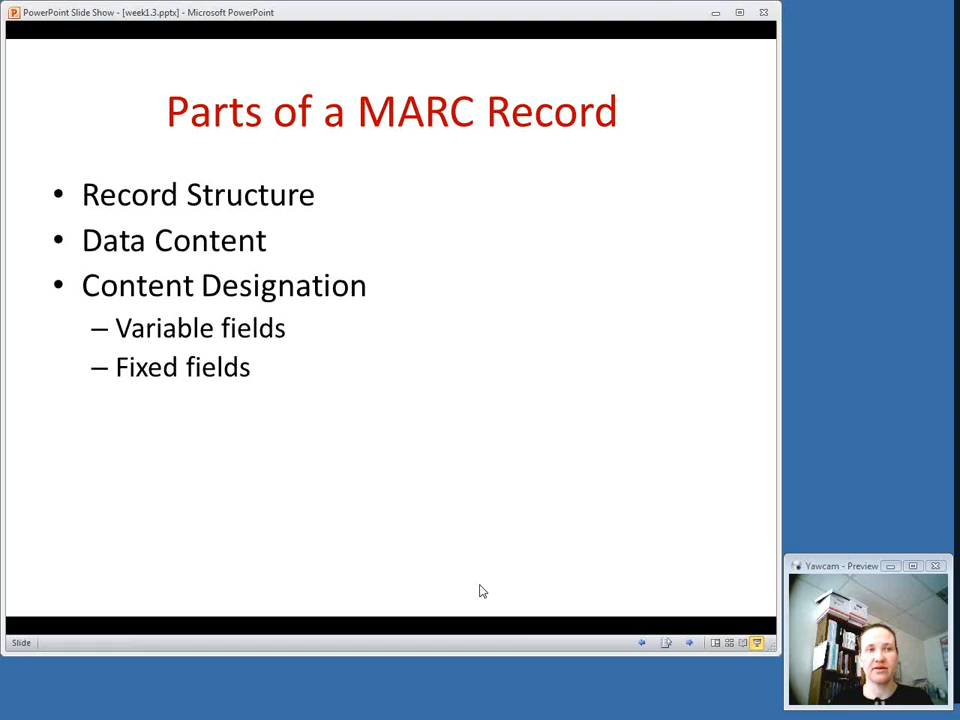 PowerPoint Slide Show - [week1.3.pptx] - Microsoft PowerPoint
Parts of a MARC Record
• Record Structure
• Data Content
• Content Designation
– Variable fields
– Fixed fields
Slide
Yawcam - Preview